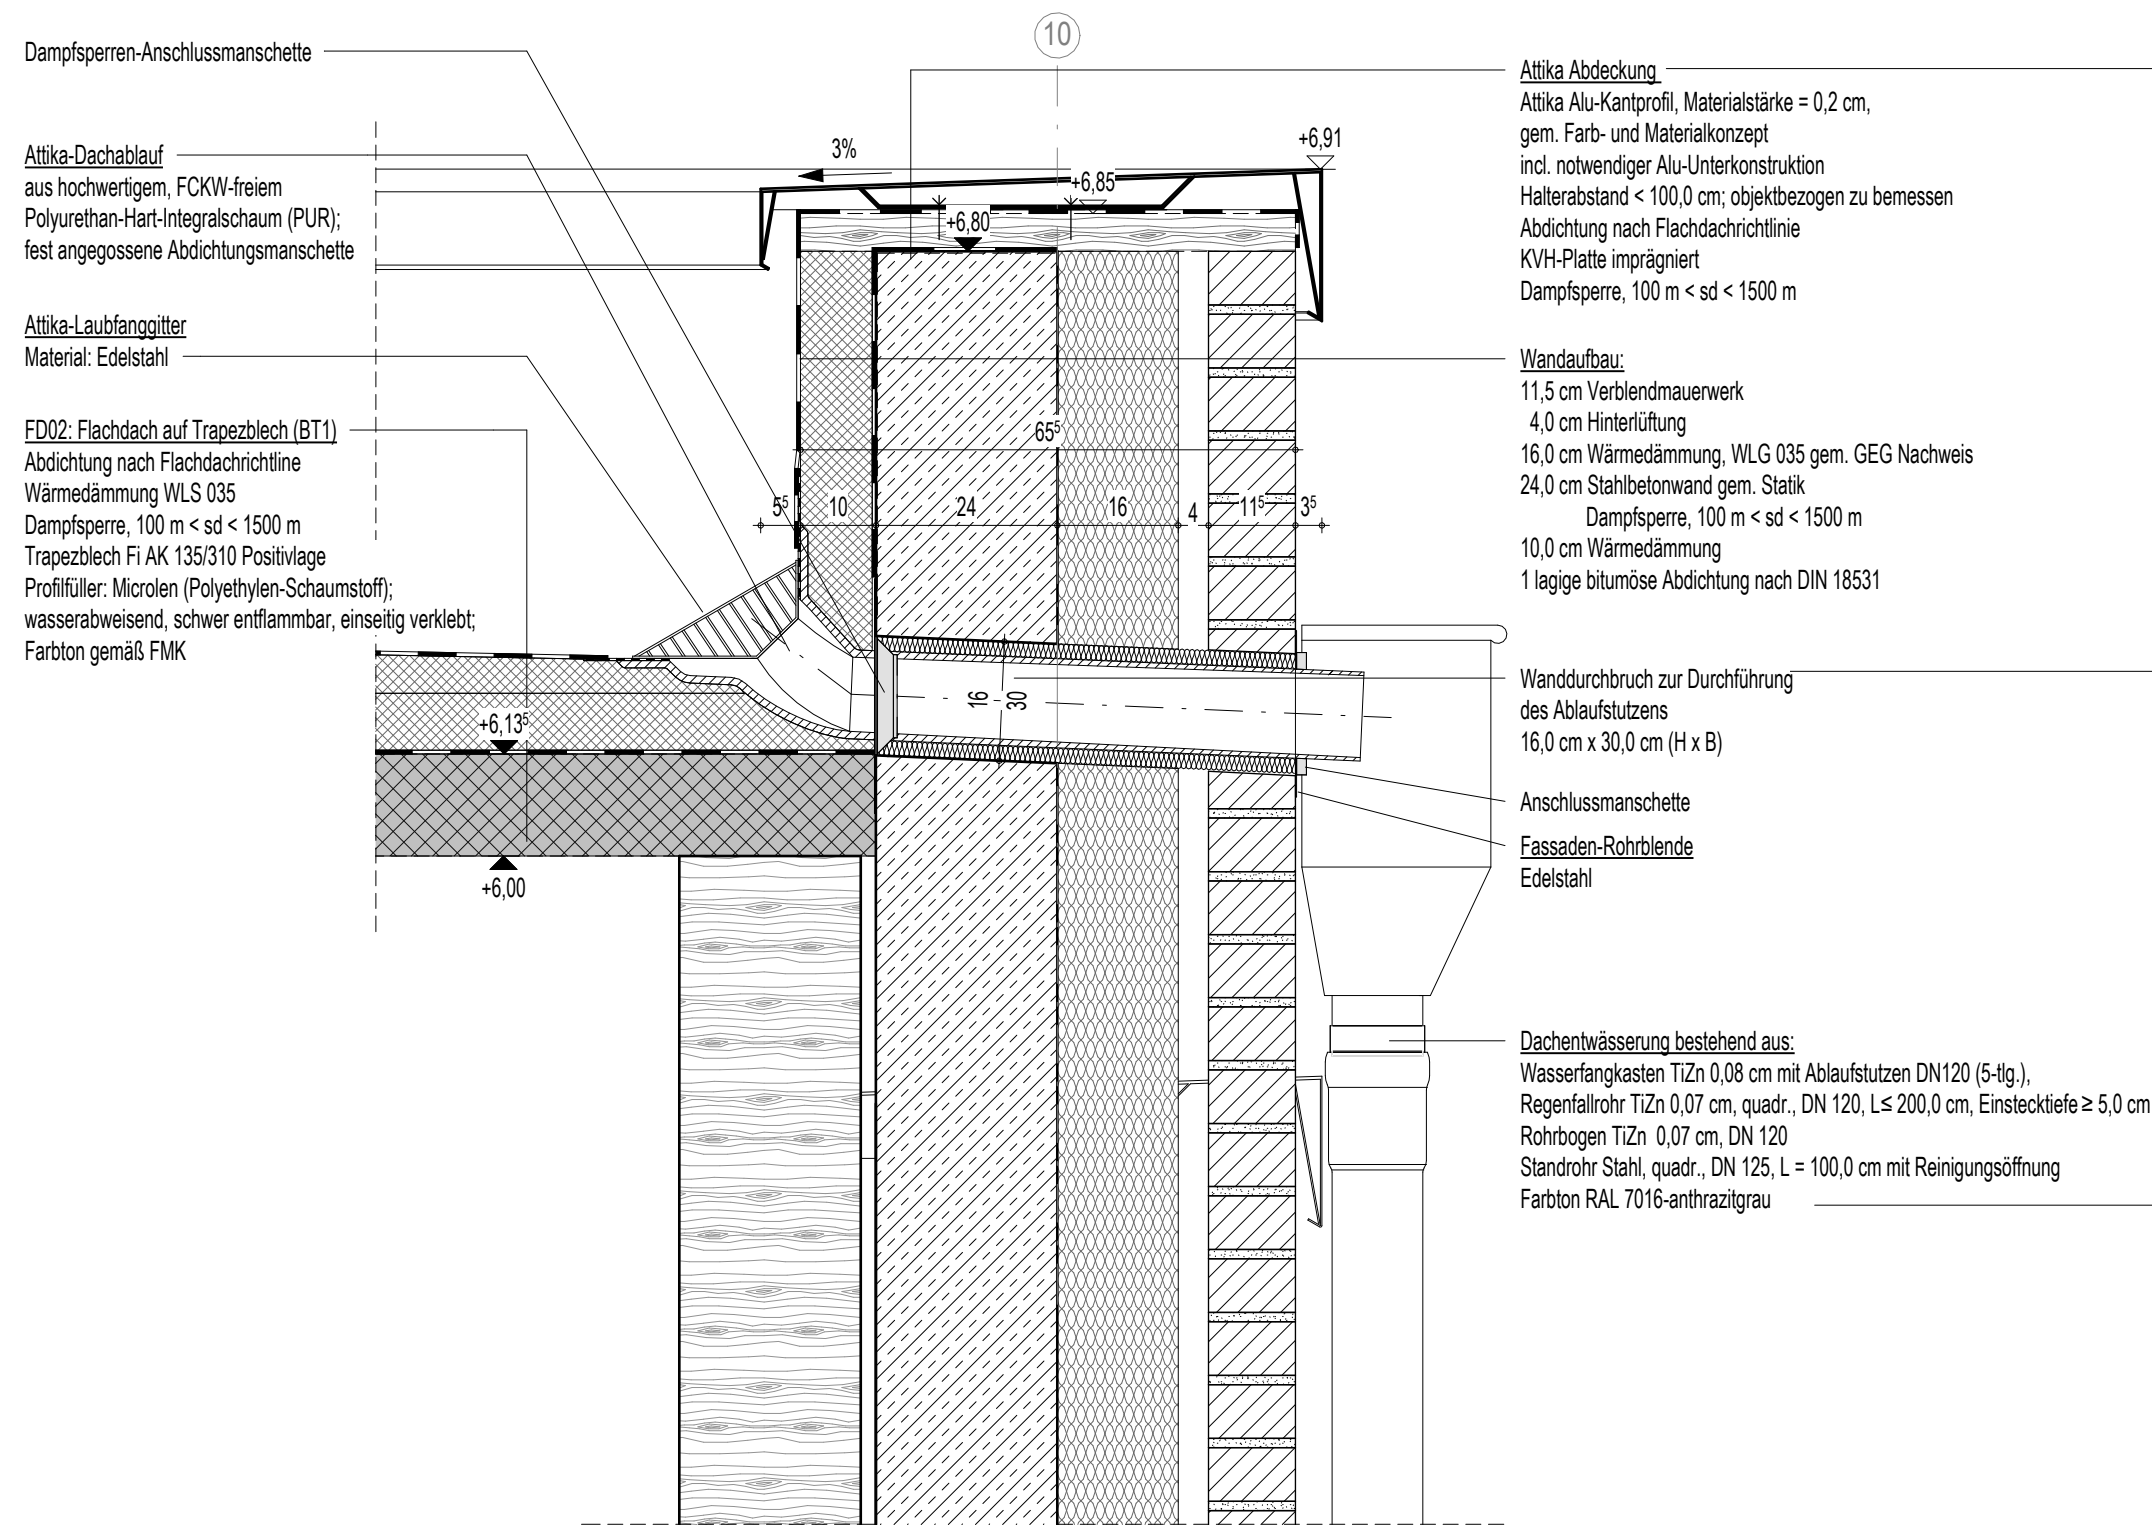 Dampfsperren-Anschlussmanschette
Attika-Dachablauf
aus hochwertigem, FCKW-freiem
Polyurethan-Hart-Integralschaum (PUR);
fest angegossene Abdichtungsmanschette
Attika-Laubfanggitter
Material: Edelstahl
FD02: Flachdach auf Trapezblech (BT1)
Abdichtung nach Flachdachrichtline
Wärmedämmung WLS 035
Dampfsperre, 100 m < sd < 1500 m
Trapezblech Fi AK 135/310 Positivlage
Profilfüller: Microlen (Polyethylen-Schaumstoff);
wasserabweisend, schwer entflammbar, einseitig verklebt;
Farbton gemäß FMK
10
3%
+6,91
+6,85
+6,80
65⁵
5⁵ 10 24 16 4 11⁵ 3⁵
16
30
+6,13⁵
+6,00
Attika Abdeckung
Attika Alu-Kantprofil, Materialstärke = 0,2 cm,
gem. Farb- und Materialkonzept
incl. notwendiger Alu-Unterkonstruktion
Halterabstand < 100,0 cm; objektbezogen zu bemessen
Abdichtung nach Flachdachrichtlinie
KVH-Platte imprägniert
Dampfsperre, 100 m < sd < 1500 m
Wandaufbau:
11,5 cm Verblendmauerwerk
4,0 cm Hinterlüftung
16,0 cm Wärmedämmung, WLG 035 gem. GEG Nachweis
24,0 cm Stahlbetonwand gem. Statik
Dampfsperre, 100 m < sd < 1500 m
10,0 cm Wärmedämmung
1 lagige bitumöse Abdichtung nach DIN 18531
Wanddurchbruch zur Durchführung
des Ablaufstutzens
16,0 cm x 30,0 cm (H x B)
Anschlussmanschette
Fassaden-Rohrblende
Edelstahl
Dachentwässerung bestehend aus:
Wasserfangkasten TiZn 0,08 cm mit Ablaufstutzen DN120 (5-tlg.),
Regenfallrohr TiZn 0,07 cm, quadr., DN 120, L≤ 200,0 cm, Einstecktiefe ≥ 5,0 cm
Rohrbogen TiZn 0,07 cm, DN 120
Standrohr Stahl, quadr., DN 125, L = 100,0 cm mit Reinigungsöffnung
Farbton RAL 7016-anthrazitgrau